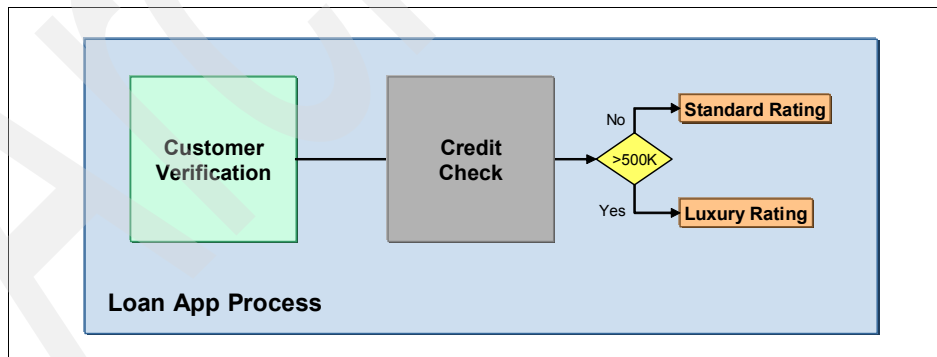 Customer
Verification
Credit
Check
No
>500K
Yes
Standard Rating
Luxury Rating
Loan App Process